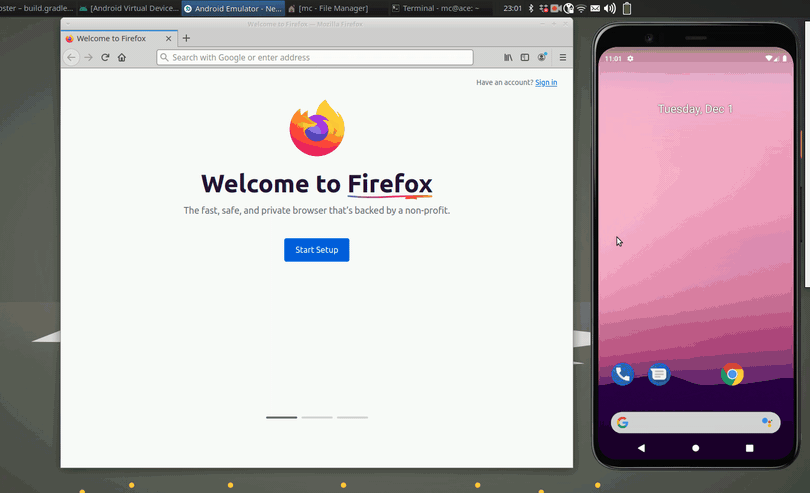 oster – build.gradle...
[Android Virtual Device...
Android Emulator - Ne...
[mc - File Manager]
Terminal - mc@ace: ~
23:01
Welcome to Firefox — Mozilla Firefox
Welcome to Firefox
Search with Google or enter address
Have an account? Sign in
Welcome to Firefox
The fast, safe, and private browser that's backed by a non-profit.
Start Setup
11:01
Tuesday, Dec 1